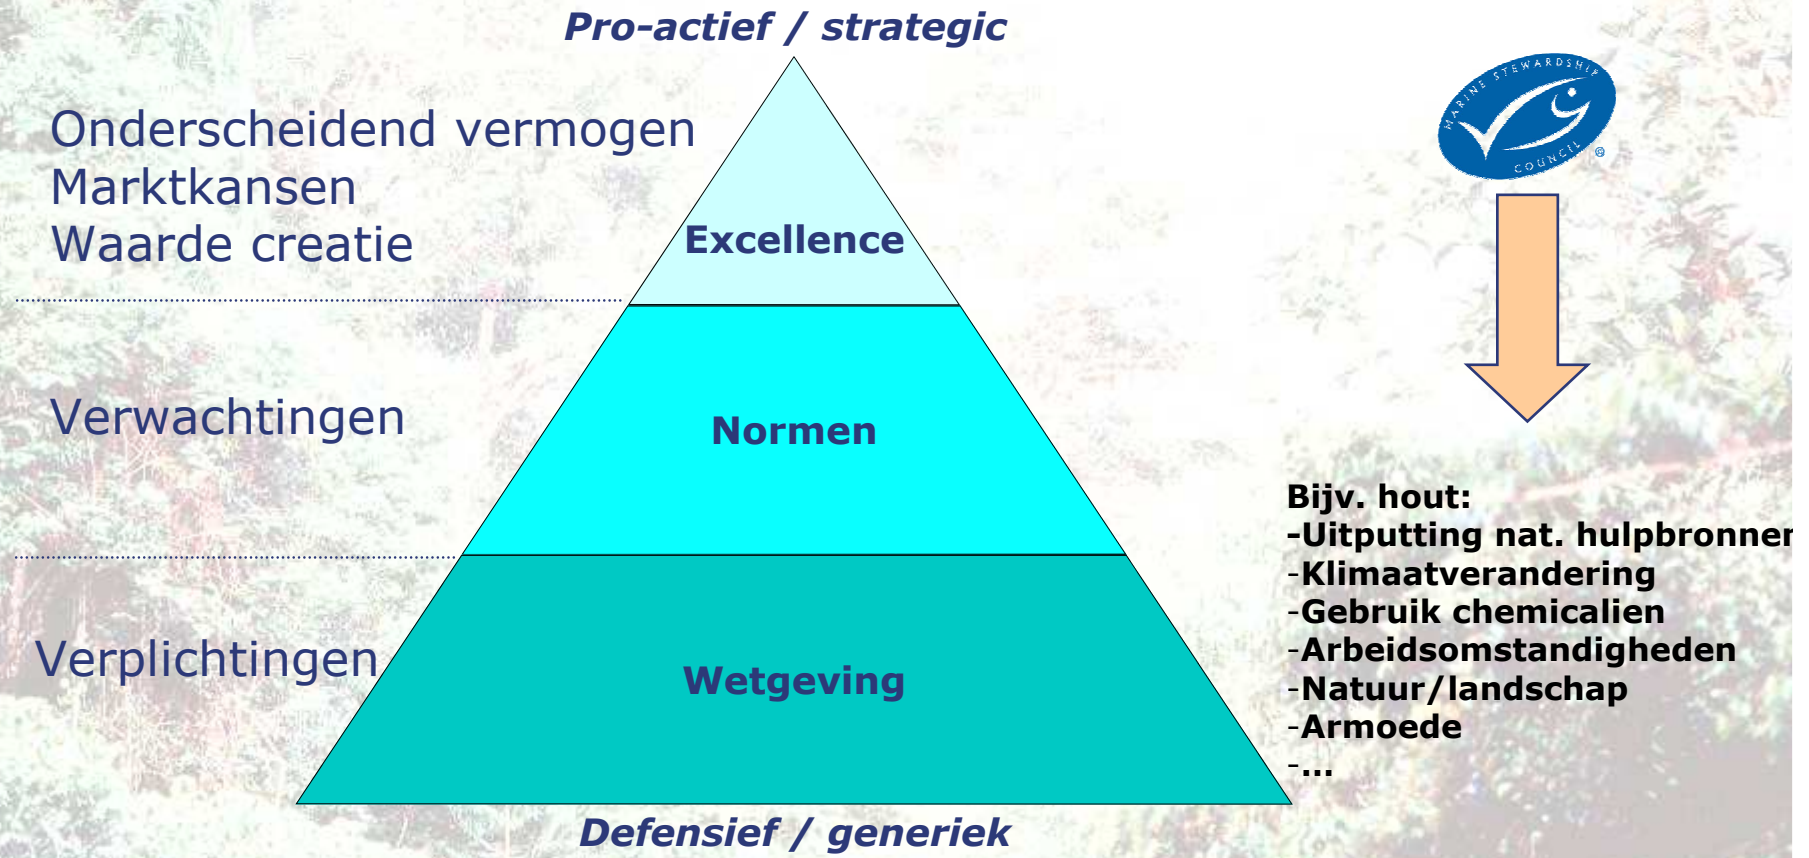 Pro-actief / strategic
Onderscheidend vermogen
Marktkansen
Waarde creatie
Excellence
MARINE STEWARDSHIP
COUNCIL
®
Verwachtingen
Normen
Verplichtingen
Wetgeving
Bijv. hout:
-Uitputting nat. hulpbronnen
-Klimaatverandering
-Gebruik chemicalien
-Arbeidsomstandigheden
-Natuur/landschap
-Armoede
-...
Defensief / generiek